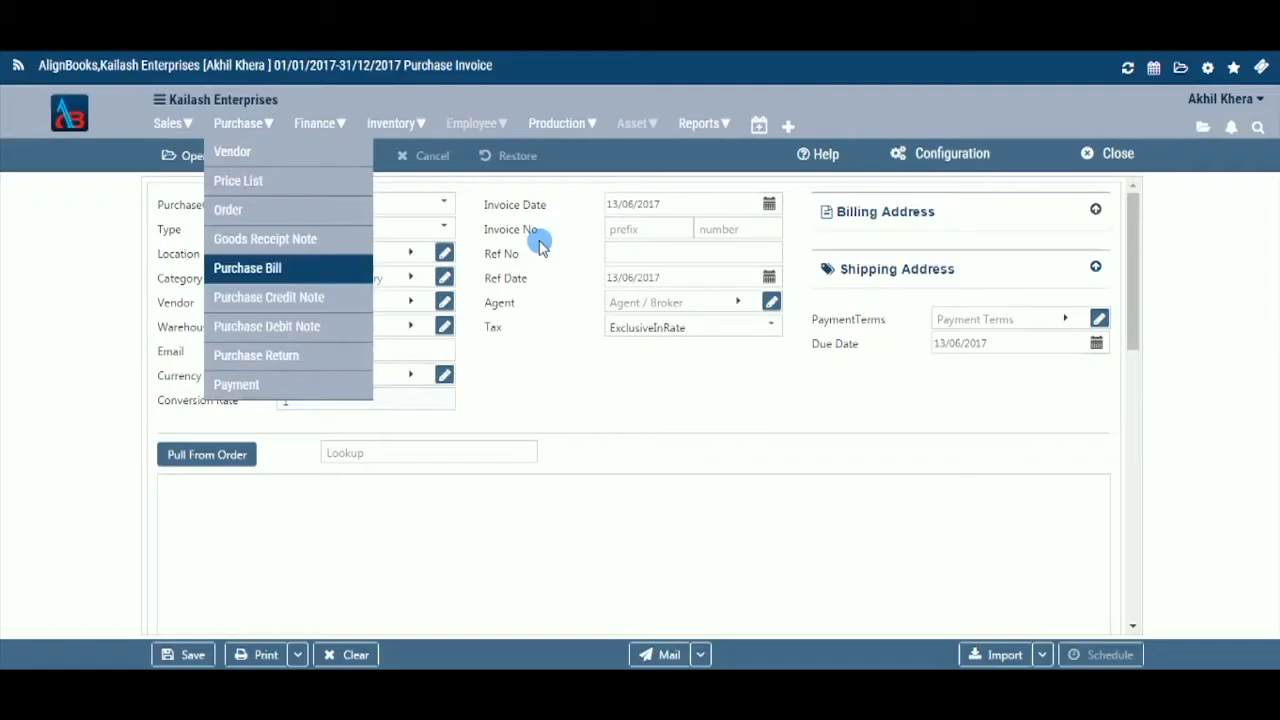 AlignBooks,Kailash Enterprises [Akhil Khera ] 01/01/2017-31/12/2017 Purchase Invoice
Kailash Enterprises
Akhil Khera
Sales Purchase Finance Inventory Employee Production Asset Reports
Cancel Restore Help Configuration Close
Vendor
Price List
Order
Goods Receipt Note
Purchase Bill
Purchase Credit Note
Purchase Debit Note
Purchase Return
Payment
Type
Location
Category
Vendor
Email
Currency
Conversion Rate 1
Invoice Date 13/06/2017
Invoice No prefix number
Ref No
Ref Date 13/06/2017
Agent Agent / Broker
Tax ExclusiveInRate
Billing Address
Shipping Address
PaymentTerms Payment Terms
Due Date 13/06/2017
Pull From Order Lookup
Save Print Clear Mail Import Schedule